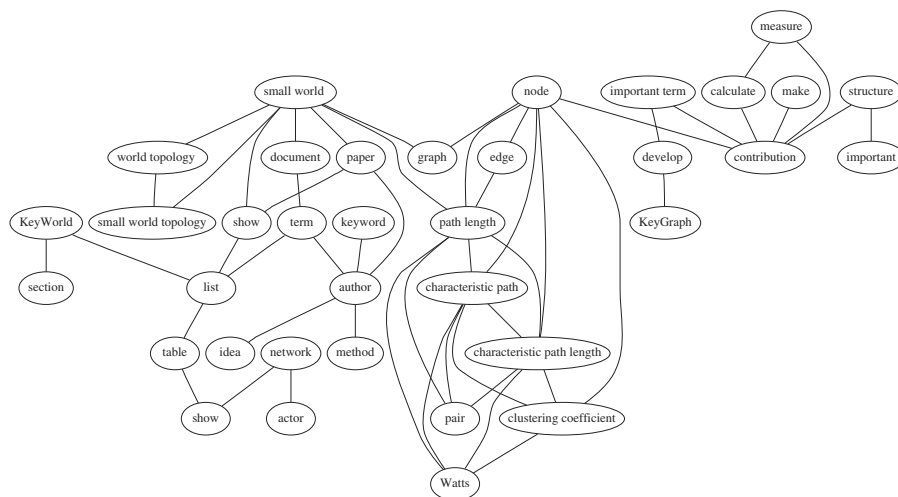 measure
small world
node
important term
calculate
make
structure
world topology
document
paper
graph
edge
develop
contribution
important
KeyWorld
small world topology
show
term
keyword
path length
KeyGraph
section
list
author
characteristic path
table
idea
network
method
characteristic path length
show
actor
pair
clustering coefficient
Watts